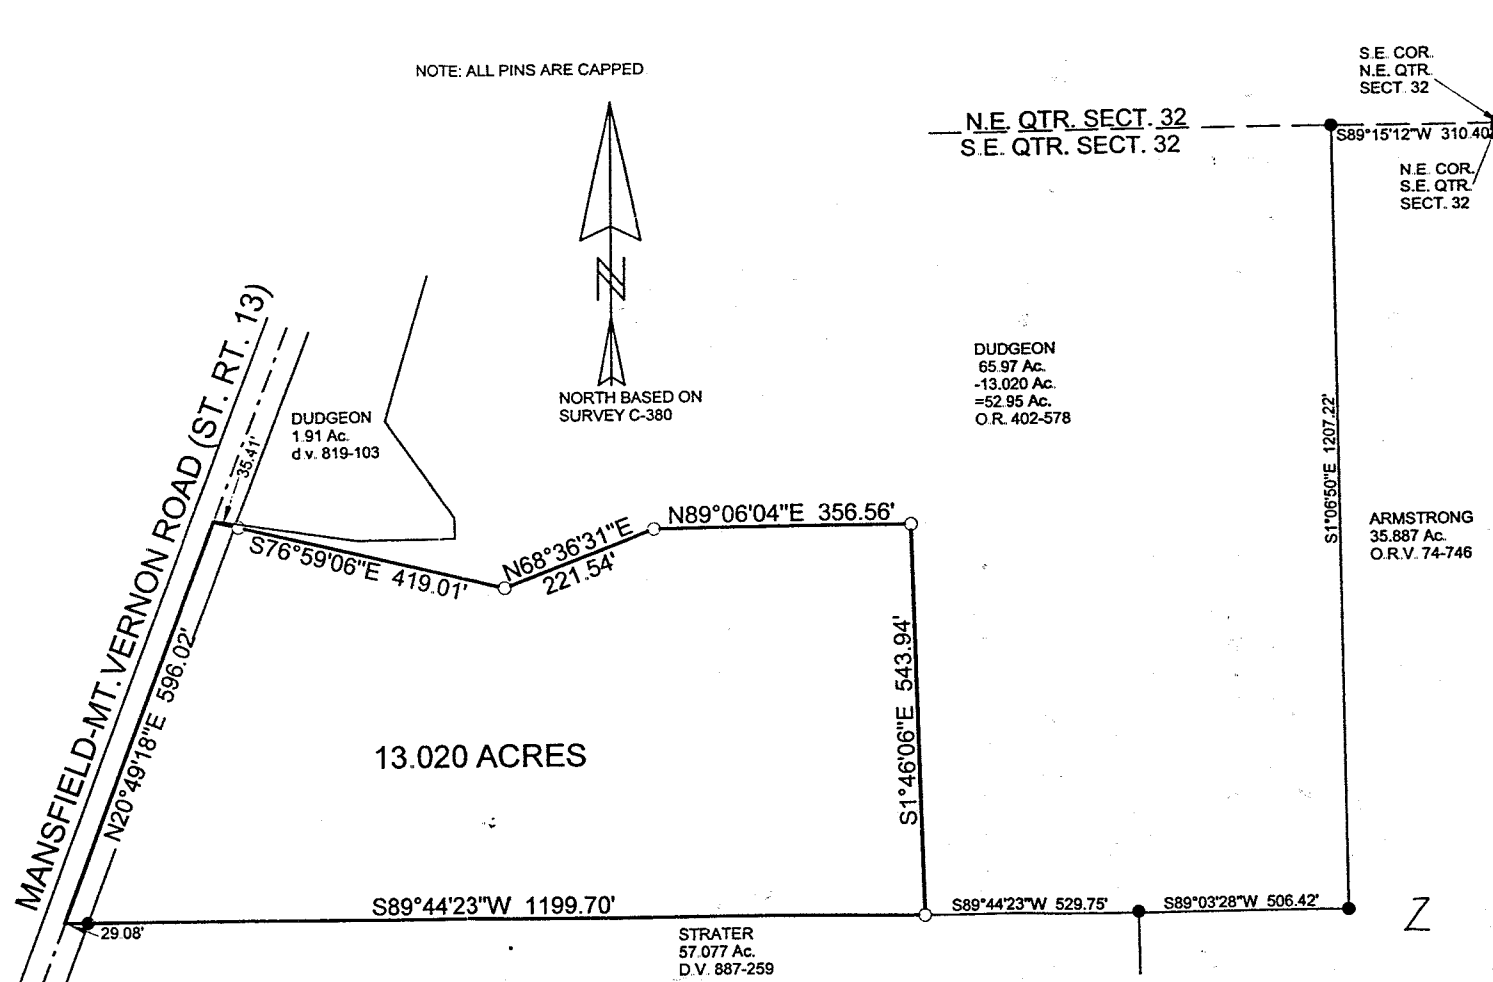 NOTE: ALL PINS ARE CAPPED
S.E. COR.
N.E. QTR.
SECT. 32
N.E. QTR. SECT. 32
S.E. QTR. SECT. 32
S89°15'12"W 310.40
N.E. COR.
S.E. QTR.
SECT. 32
N
NORTH BASED ON
SURVEY C-380
MANSFIELD-MT. VERNON ROAD (ST. RT. 13)
DUDGEON
1.91 Ac.
d.v. 819-103
35.41'
DUDGEON
65.97 Ac.
-13.020 Ac.
=52.95 Ac.
O.R. 402-578
S1°06'50"E 1207.22'
ARMSTRONG
35.887 Ac.
O.R.V. 74-746
S76°59'06"E 419.01'
N68°36'31"E
221.54'
N89°06'04"E 356.56'
S1°46'06"E 543.94'
N20°49'18"E 596.02'
13.020 ACRES
S89°44'23"W 1199.70'
29.08'
S89°44'23"W 529.75'
S89°03'28"W 506.42'
STRATER
57.077 Ac.
D.V. 887-259
Z